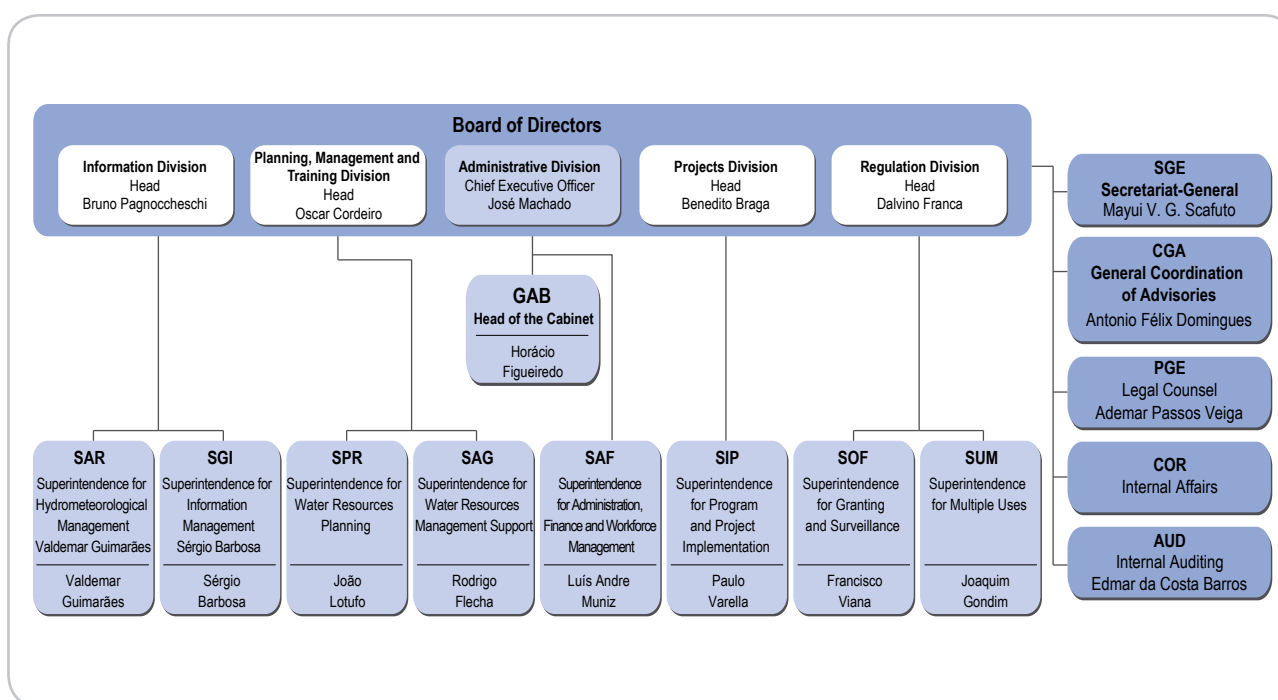 Board of Directors
Information Division
Head
Bruno Pagnoccheschi
Planning, Management and
Training Division
Head
Oscar Cordeiro
Administrative Division
Chief Executive Officer
José Machado
Projects Division
Head
Benedito Braga
Regulation Division
Head
Dalvino Franca
SGE
Secretariat-General
Mayui V. G. Scafuto
CGA
General Coordination
of Advisories
Antonio Félix Domingues
PGE
Legal Counsel
Ademar Passos Veiga
COR
Internal Affairs
AUD
Internal Auditing
Edmar da Costa Barros
GAB
Head of the Cabinet
Horácio
Figueiredo
SAR
Superintendence for
Hydrometeorological
Management
Valdemar Guimarães
Valdemar
Guimarães
SGI
Superintendence for
Information
Management
Sérgio Barbosa
Sérgio
Barbosa
SPR
Superintendence for
Water Resources
Planning
João
Lotufo
SAG
Superintendence for
Water Resources
Management Support
Rodrigo
Flecha
SAF
Superintendence
for Administration,
Finance and Workforce
Management
Luís Andre
Muniz
SIP
Superintendence
for Program
and Project
Implementation
Paulo
Varella
SOF
Superintendence
for Granting
and Surveillance
Francisco
Viana
SUM
Superintendence
for Multiple Uses
Joaquim
Gondim